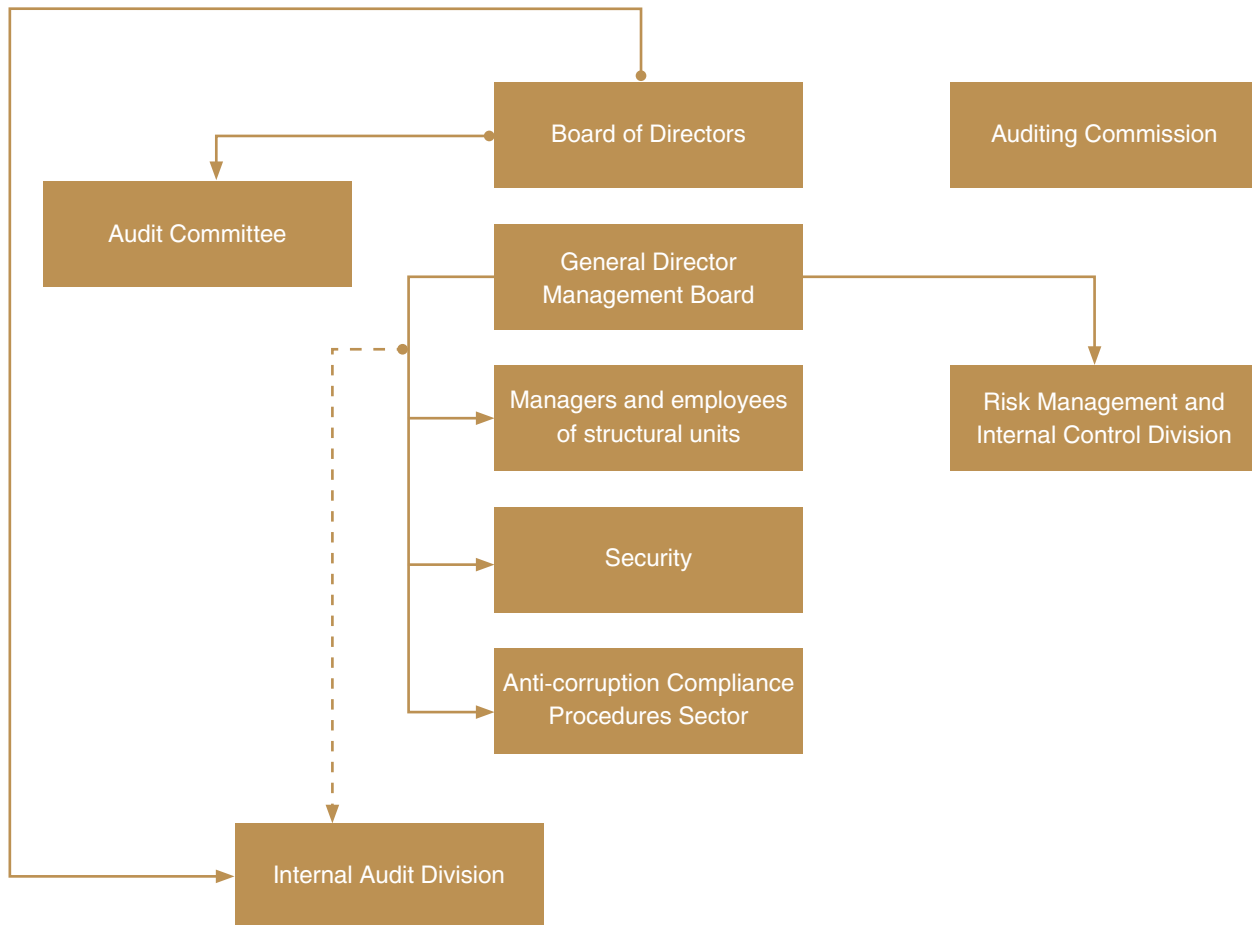 Board of Directors
Auditing Commission
Audit Committee
General Director
Management Board
Managers and employees
of structural units
Risk Management and
Internal Control Division
Security
Anti-corruption Compliance
Procedures Sector
Internal Audit Division